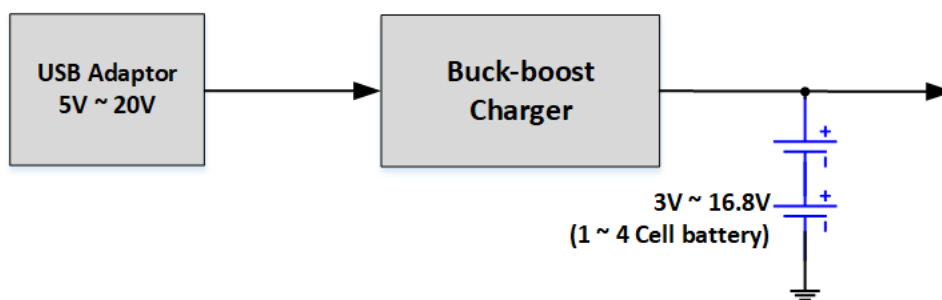 USB Adaptor
5V ~ 20V
Buck-boost
Charger
+
-
3V ~ 16.8V
(1 ~ 4 Cell battery)
+
-